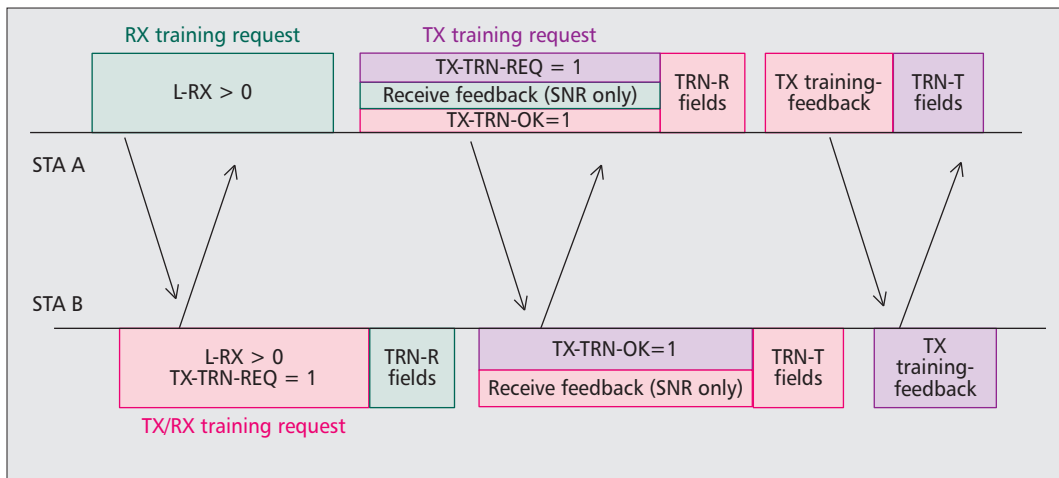 RX training request
TX training request
L-RX > 0
TX-TRN-REQ = 1
Receive feedback (SNR only)
TX-TRN-OK=1
TRN-R
fields
TX training-
feedback
TRN-T
fields
STA A
STA B
L-RX > 0
TX-TRN-REQ = 1
TRN-R
fields
TX-TRN-OK=1
Receive feedback (SNR only)
TRN-T
fields
TX
training-
feedback
TX/RX training request